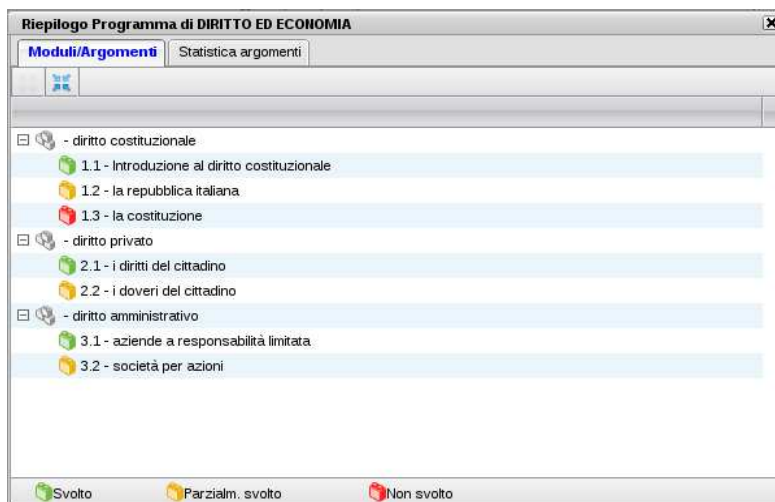 Riepilogo Programma di DIRITTO ED ECONOMIA
Moduli/Argomenti Statistica argomenti
- diritto costituzionale
1.1 - Introduzione al diritto costituzionale
1.2 - la repubblica italiana
1.3 - la costituzione
- diritto privato
2.1 - i diritti del cittadino
2.2 - i doveri del cittadino
- diritto amministrativo
3.1 - aziende a responsabilità limitata
3.2 - società per azioni
Svolto Parzialm. svolto Non svolto